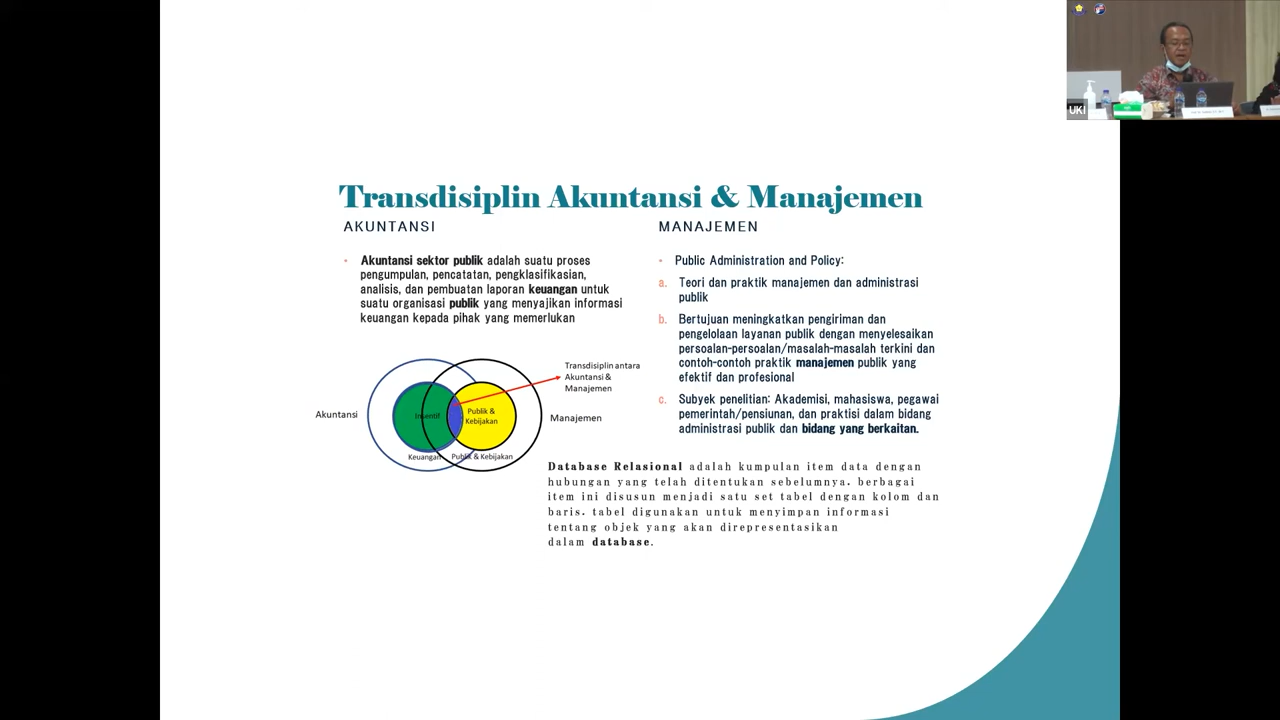 UKI
Transdisiplin Akuntansi & Manajemen
AKUNTANSI
• Akuntansi sektor publik adalah suatu proses
pengumpulan, pencatatan, pengklasifikasian,
analisis, dan pembuatan laporan keuangan untuk
suatu organisasi publik yang menyajikan informasi
keuangan kepada pihak yang memerlukan
Transdisiplin antara
Akuntansi &
Manajemen
Akuntansi
Insentif
Publik &
Kebijakan
Manajemen
Keuangan
Publik & Kebijakan
MANAJEMEN
• Public Administration and Policy:
a. Teori dan praktik manajemen dan administrasi
publik
b. Bertujuan meningkatkan pengiriman dan
pengelolaan layanan publik dengan menyelesaikan
persoalan-persoalan/masalah-masalah terkini dan
contoh-contoh praktik manajemen publik yang
efektif dan profesional
c. Subyek penelitian: Akademisi, mahasiswa, pegawai
pemerintah/pensiunan, dan praktisi dalam bidang
administrasi publik dan bidang yang berkaitan.
Database Relasional adalah kumpulan item data dengan
hubungan yang telah ditentukan sebelumnya. berbagai
item ini disusun menjadi satu set tabel dengan kolom dan
baris. tabel digunakan untuk menyimpan informasi
tentang objek yang akan direpresentasikan
dalam database.